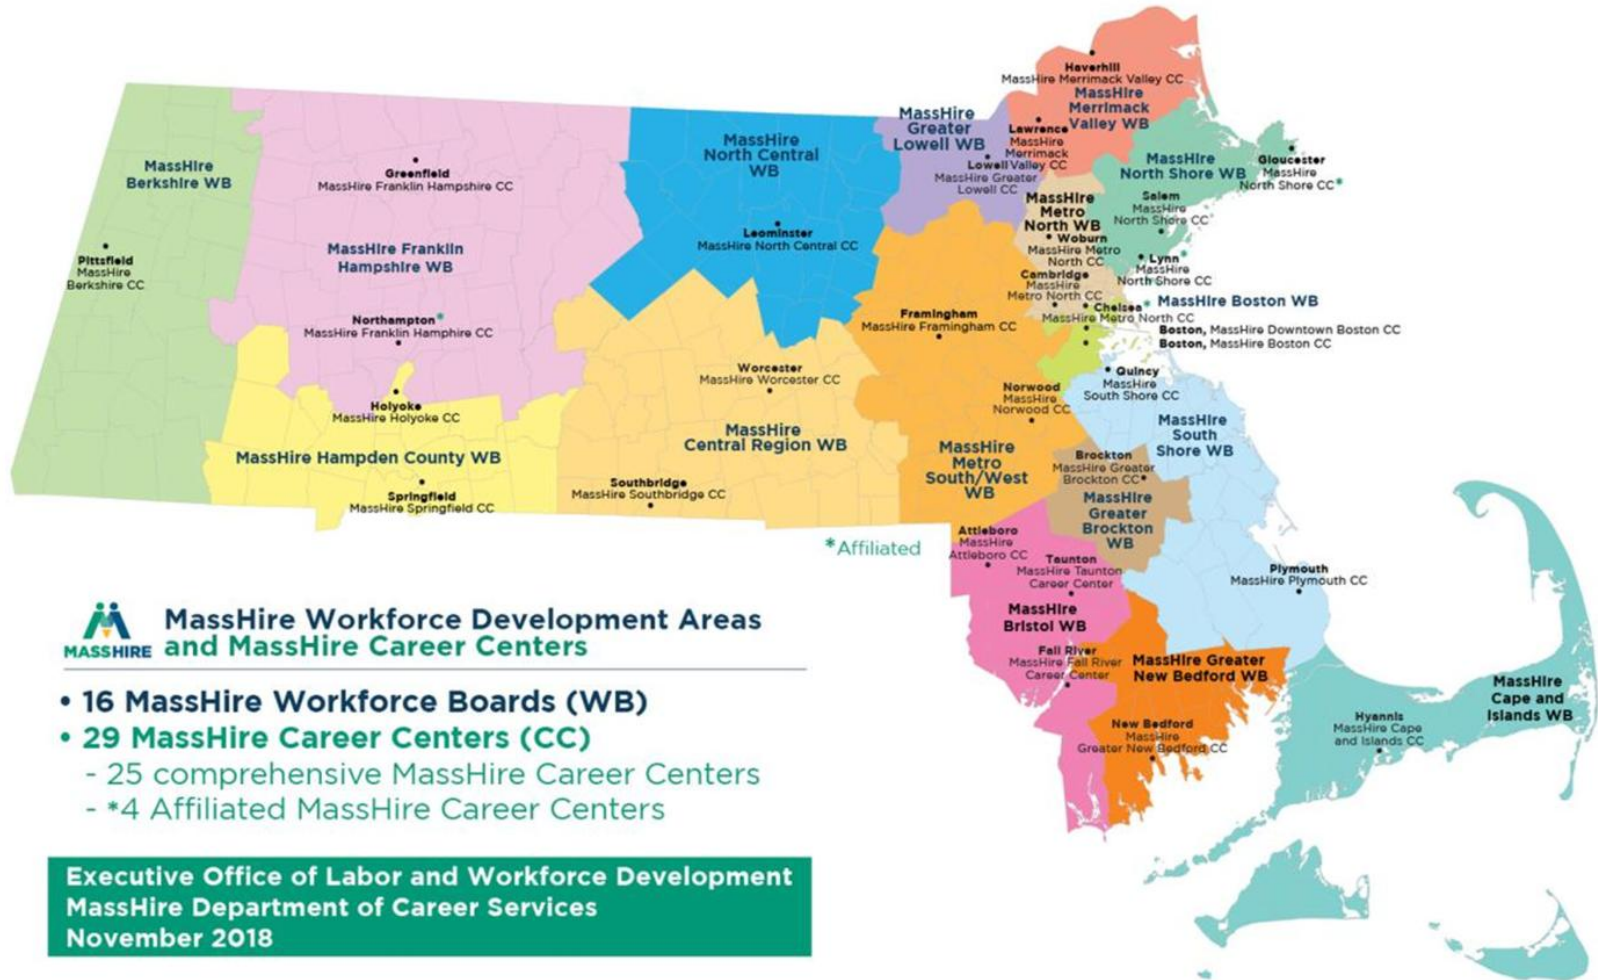 Haverhill
MassHire Merrimack Valley CC
MassHire
Merrimack
Valley WB
MassHire
Greater
Lowell WB
Lawrence
MassHire
Merrimack
Valley CC
Lowell
MassHire Greater
Lowell CC
MassHire
North Central
WB
Leominster
MassHire North Central CC
MassHire
Berkshire WB
Pittsfield
MassHire
Berkshire CC
Greenfield
MassHire Franklin Hampshire CC
MassHire Franklin
Hampshire WB
Northampton*
MassHire Franklin Hamphire CC
Holyoke
MassHire Holyoke CC
MassHire Hampden County WB
Springfield
MassHire Springfield CC
Worcester
MassHire Worcester CC
MassHire
Central Region WB
Southbridge
MassHire Southbridge CC
MassHire
North Shore WB
Gloucester
MassHire
North Shore CC*
Salem
MassHire
North Shore CC
Lynn*
MassHire
North Shore CC
MassHire
Metro
North WB
Woburn
MassHire Metro
North CC
Cambridge
MassHire
Metro North CC
Chelsea*
MassHire Metro North CC
MassHire Boston WB
Boston, MassHire Downtown Boston CC
Boston, MassHire Boston CC
Framingham
MassHire Framingham CC
Norwood
MassHire
Norwood CC
MassHire
Metro
South/West
WB
Quincy
MassHire
South Shore CC
MassHire
South
Shore WB
Brockton
MassHire Greater
Brockton CC
MassHire
Greater
Brockton
WB
Plymouth
MassHire Plymouth CC
Attleboro
MassHire
Attleboro CC
Taunton
MassHire Taunton
Career Center
MassHire
Bristol WB
Fall River
MassHire Fall River
Career Center
MassHire Greater
New Bedford WB
New Bedford
MassHire
Greater New Bedford CC
Hyannis
MassHire Cape
and Islands CC
MassHire
Cape and
Islands WB
*Affiliated
MASSHIRE
MassHire Workforce Development Areas
and MassHire Career Centers
• 16 MassHire Workforce Boards (WB)
• 29 MassHire Career Centers (CC)
- 25 comprehensive MassHire Career Centers
- *4 Affiliated MassHire Career Centers
Executive Office of Labor and Workforce Development
MassHire Department of Career Services
November 2018